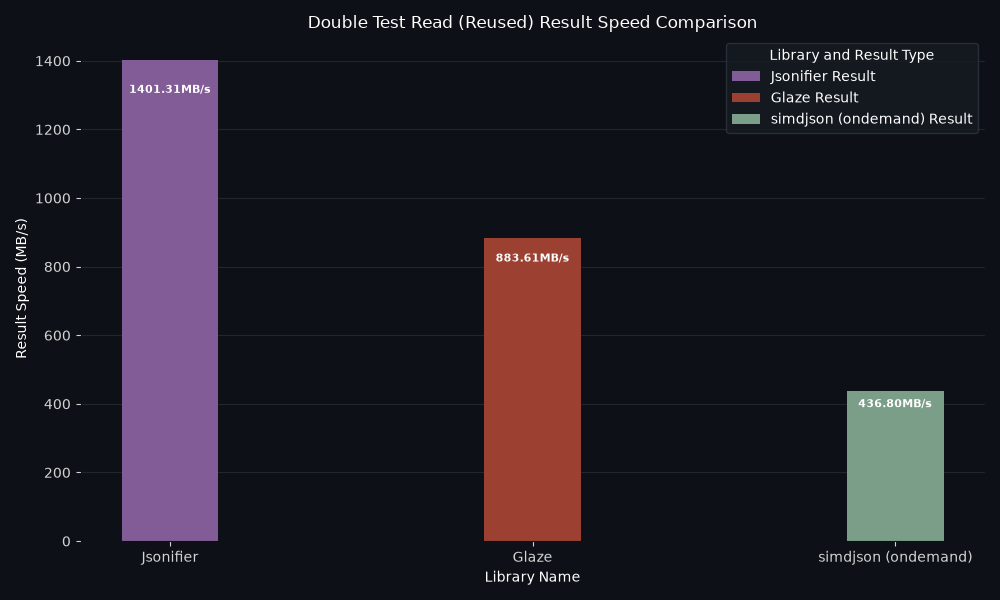 Double Test Read (Reused) Result Speed Comparison
Library and Result Type
Jsonifier Result
Glaze Result
simdjson (ondemand) Result
Result Speed (MB/s)
1400
1200
1000
800
600
400
200
0
1401.31MB/s
883.61MB/s
436.80MB/s
Jsonifier
Glaze
simdjson (ondemand)
Library Name